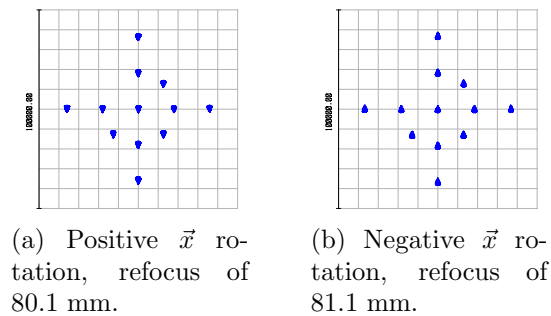 100000.00
100000.00
(a) Positive x⃗ ro-
tation, refocus of
80.1 mm.
(b) Negative x⃗ ro-
tation, refocus of
81.1 mm.